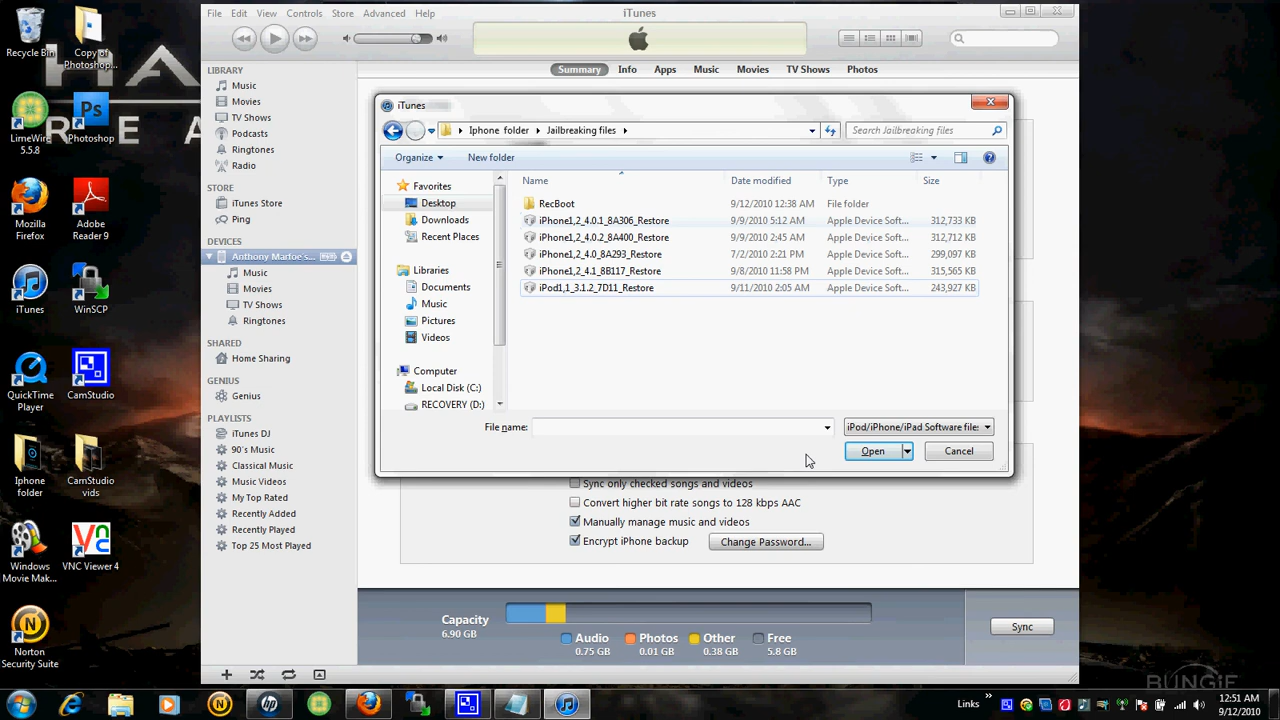 Recycle Bin
Copy of
Photoshop...
LimeWire
5.5.8
Photoshop
Mozilla
Firefox
Adobe
Reader 9
iTunes
WinSCP
QuickTime
Player
CamStudio
Iphone
folder
CamStudio
vids
Windows
Movie Mak...
VNC Viewer 4
Norton
Security Suite
File Edit View Controls Store Advanced Help
iTunes
LIBRARY
Music
Movies
TV Shows
Podcasts
Ringtones
Radio
STORE
iTunes Store
Ping
DEVICES
Anthony Marfoe's...
Music
Movies
TV Shows
Ringtones
SHARED
Home Sharing
GENIUS
Genius
PLAYLISTS
iTunes DJ
90's Music
Classical Music
Music Videos
My Top Rated
Recently Added
Recently Played
Top 25 Most Played
Summary Info Apps Music Movies TV Shows Photos
iTunes
Iphone folder Jailbreaking files
Search Jailbreaking files
Organize New folder
Favorites
Desktop
Downloads
Recent Places
Libraries
Documents
Music
Pictures
Videos
Computer
Local Disk (C:)
RECOVERY (D:)
Name Date modified Type Size
RecBoot 9/12/2010 12:38 AM File folder
iPhone1,2_4.0.1_8A306_Restore 9/9/2010 5:12 AM Apple Device Soft... 312,733 KB
iPhone1,2_4.0.2_8A400_Restore 9/9/2010 2:45 AM Apple Device Soft... 312,712 KB
iPhone1,2_4.0_8A293_Restore 7/2/2010 2:21 PM Apple Device Soft... 299,097 KB
iPhone1,2_4.1_8B117_Restore 9/8/2010 11:58 PM Apple Device Soft... 315,565 KB
iPod1,1_3.1.2_7D11_Restore 9/11/2010 2:05 AM Apple Device Soft... 243,927 KB
File name:
iPod/iPhone/iPad Software files
Open Cancel
Sync only checked songs and videos
Convert higher bit rate songs to 128 kbps AAC
Manually manage music and videos
Encrypt iPhone backup Change Password...
Capacity
6.90 GB
Audio
0.75 GB
Photos
0.01 GB
Other
0.38 GB
Free
5.8 GB
Sync
BUNGIE
Links
12:51 AM
9/12/2010